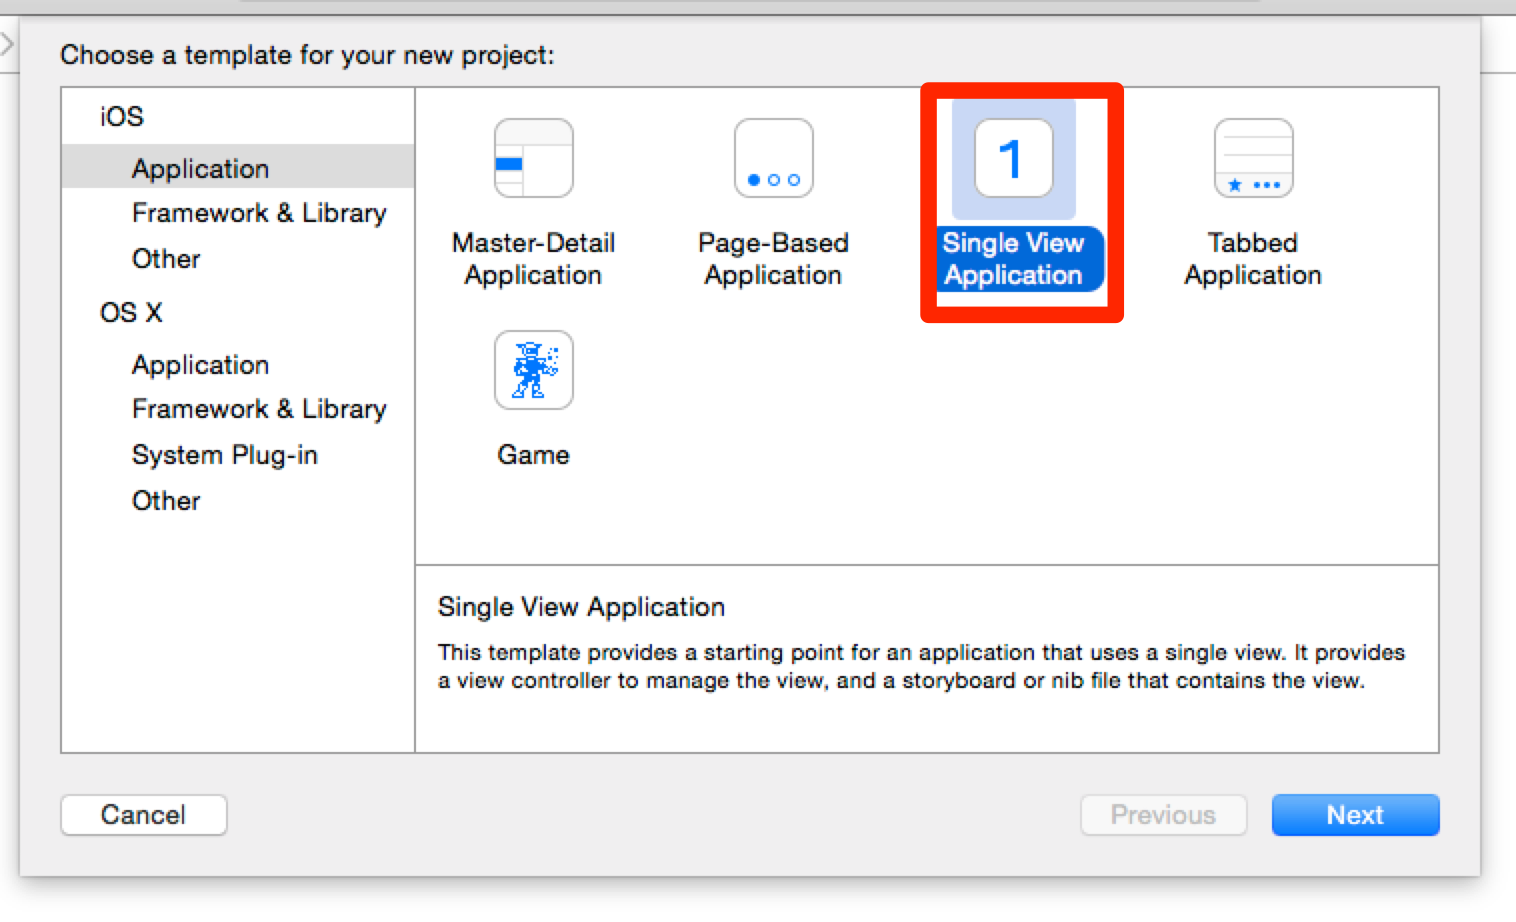 Choose a template for your new project:
iOS
Application
Framework & Library
Other
OS X
Application
Framework & Library
System Plug-in
Other
Master-Detail
Application
Page-Based
Application
1
Single View
Application
Tabbed
Application
Game
Single View Application
This template provides a starting point for an application that uses a single view. It provides
a view controller to manage the view, and a storyboard or nib file that contains the view.
Cancel
Previous
Next